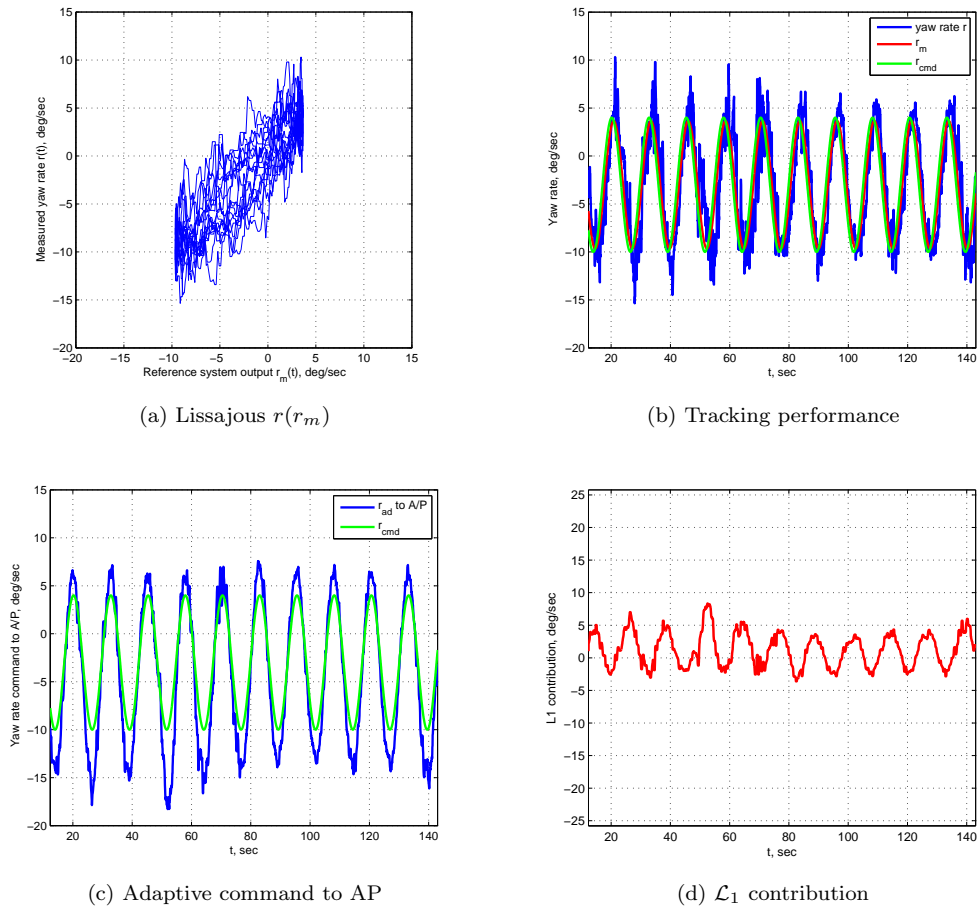 15
10
5
0
−5
−10
−15
−20
−20 −15 −10 −5 0 5 10 15
Measured yaw rate r(t), deg/sec
Reference system output r_m(t), deg/sec
(a) Lissajous r(r_m)
15
10
5
0
−5
−10
−15
−20
20 40 60 80 100 120 140
Yaw rate, deg/sec
t, sec
yaw rate r
r_m
r_cmd
(b) Tracking performance
15
10
5
0
−5
−10
−15
−20
20 40 60 80 100 120 140
Yaw rate command to A/P, deg/sec
t, sec
r_ad to A/P
r_cmd
(c) Adaptive command to AP
25
20
15
10
5
0
−5
−10
−15
−20
−25
20 40 60 80 100 120 140
L1 contribution, deg/sec
t, sec
(d) ℒ₁ contribution